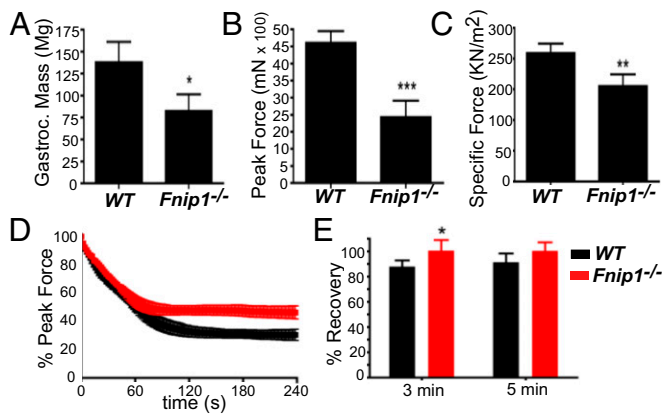 A
Gastroc. Mass (Mg)
175
150
125
100
75
50
25
0
WT
Fnip1-/-
*
B
Peak Force (mN x 100)
50
45
40
35
30
25
20
15
10
5
0
WT
Fnip1-/-
***
C
Specific Force (KN/m2)
300
250
200
150
100
50
0
WT
Fnip1-/-
**
D
% Peak Force
100
80
60
40
20
0
0
60
120
180
240
time (s)
E
% Recovery
100
80
60
40
20
0
*
3 min
5 min
WT
Fnip1-/-